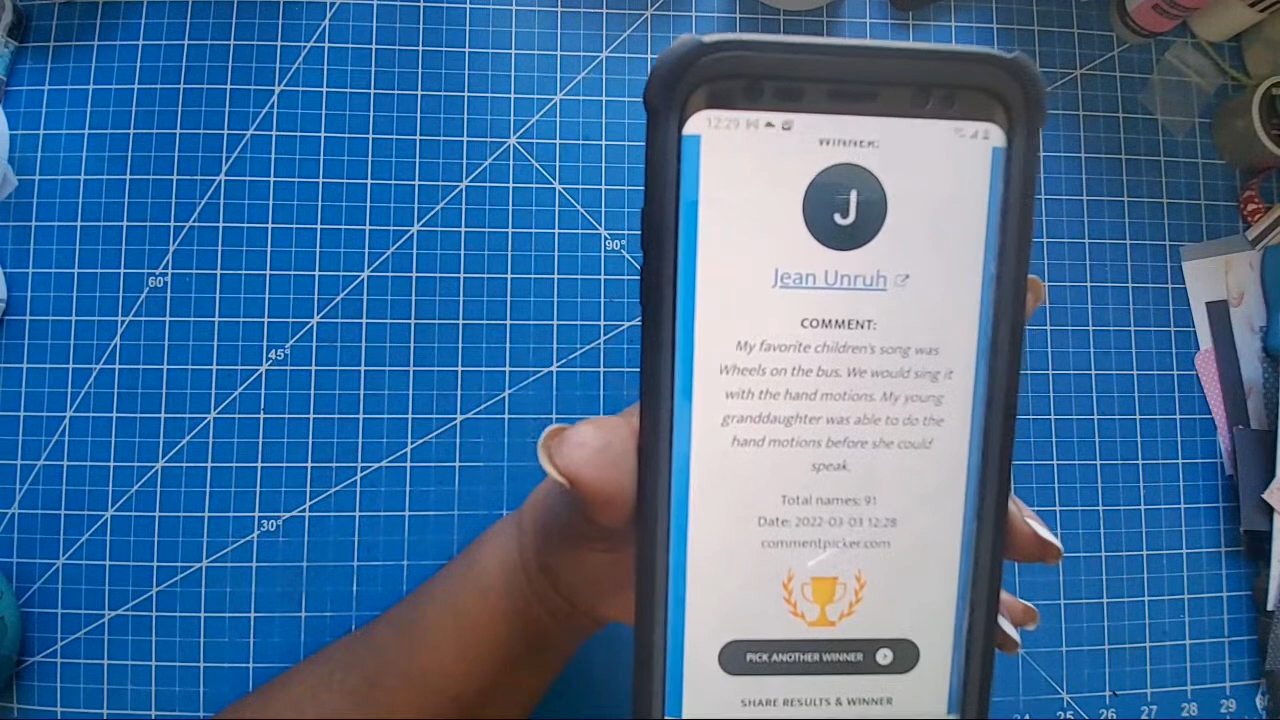 12:29
WINNER:
J
Jean Unruh
COMMENT:
My favorite children's song was
Wheels on the bus. We would sing it
with the hand motions. My young
granddaughter was able to do the
hand motions before she could
speak.
Total names: 91
Date: 2022-03-03 12:28
commentpicker.com
PICK ANOTHER WINNER
SHARE RESULTS & WINNER
90°
60°
45°
30°
24 25 26 27 28 29